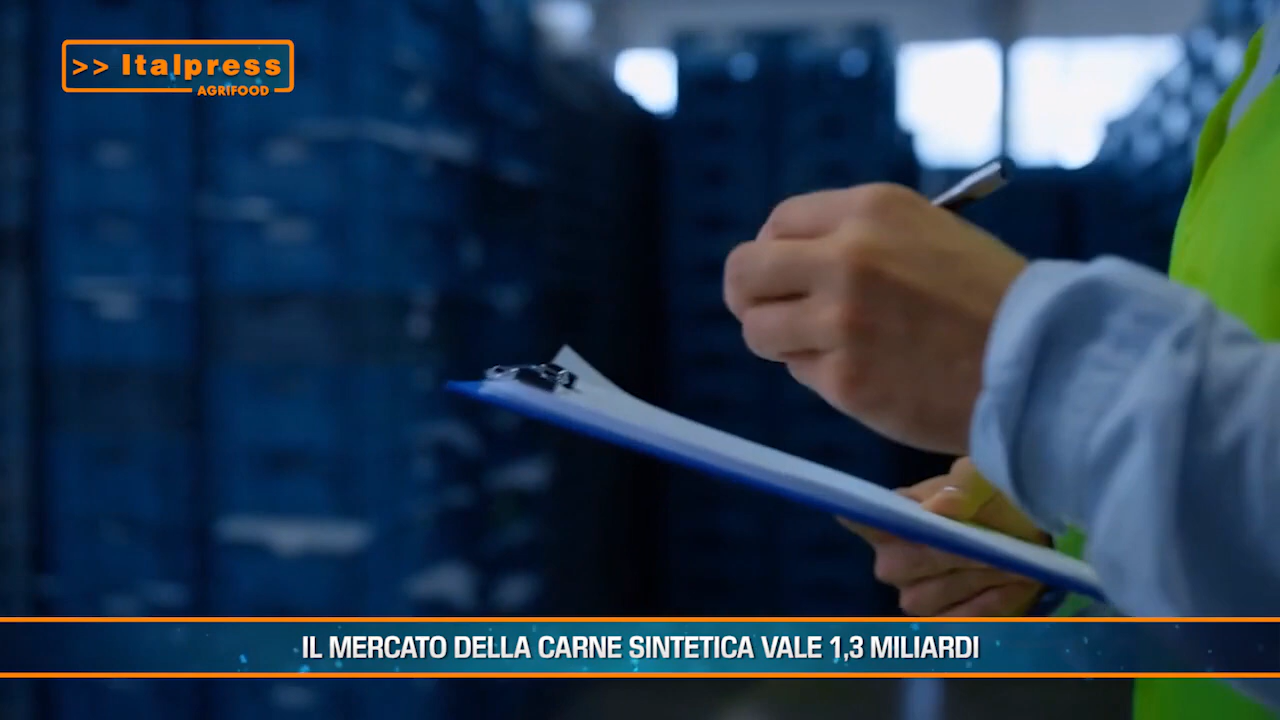 >> Italpress
AGRIFOOD
IL MERCATO DELLA CARNE SINTETICA VALE 1,3 MILIARDI